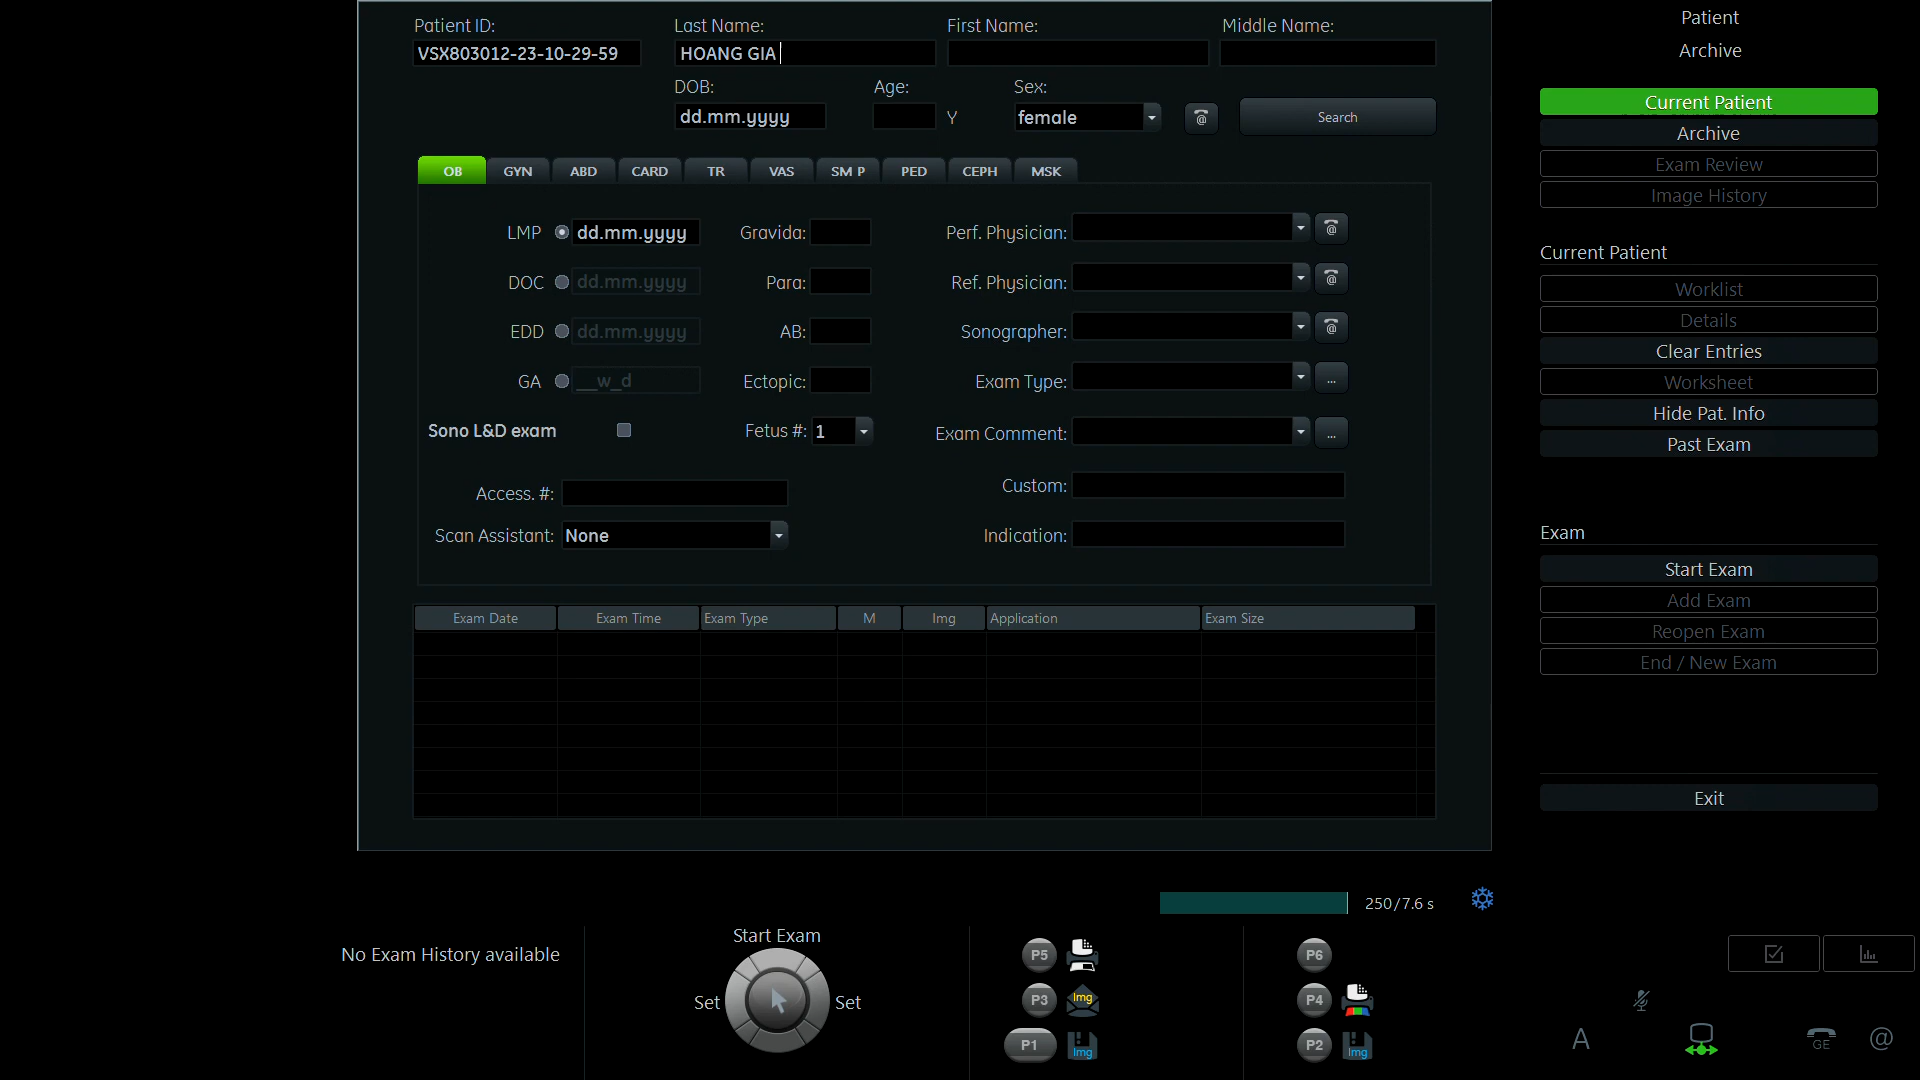 Patient ID: Last Name: First Name: Middle Name:
VSX803012-23-10-29-59 HOANG GIA
DOB: Age: Sex:
dd.mm.yyyy Y female @ Search
OB GYN ABD CARD TR VAS SM P PED CEPH MSK
LMP dd.mm.yyyy Gravida: Perf. Physician: @
DOC dd.mm.yyyy Para: Ref. Physician: @
EDD dd.mm.yyyy AB: Sonographer: @
GA __w_d Ectopic: Exam Type: ...
Sono L&D exam Fetus #: 1 Exam Comment: ...
Access. #: Custom:
Scan Assistant: None Indication:
Exam Date Exam Time Exam Type M Img Application Exam Size
250/7.6 s
No Exam History available
Start Exam
Set Set
P5 P6
P3 Img P4
P1 Img P2 Img
Patient
Archive
Current Patient
Archive
Exam Review
Image History
Current Patient
Worklist
Details
Clear Entries
Worksheet
Hide Pat. Info
Past Exam
Exam
Start Exam
Add Exam
Reopen Exam
End / New Exam
Exit
A GE @